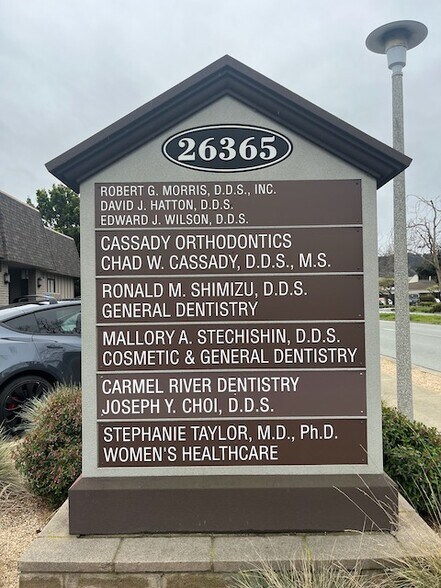 26365
ROBERT G. MORRIS, D.D.S., INC.
DAVID J. HATTON, D.D.S.
EDWARD J. WILSON, D.D.S.
CASSADY ORTHODONTICS
CHAD W. CASSADY, D.D.S., M.S.
RONALD M. SHIMIZU, D.D.S.
GENERAL DENTISTRY
MALLORY A. STECHISHIN, D.D.S.
COSMETIC & GENERAL DENTISTRY
CARMEL RIVER DENTISTRY
JOSEPH Y. CHOI, D.D.S.
STEPHANIE TAYLOR, M.D., Ph.D.
WOMEN'S HEALTHCARE